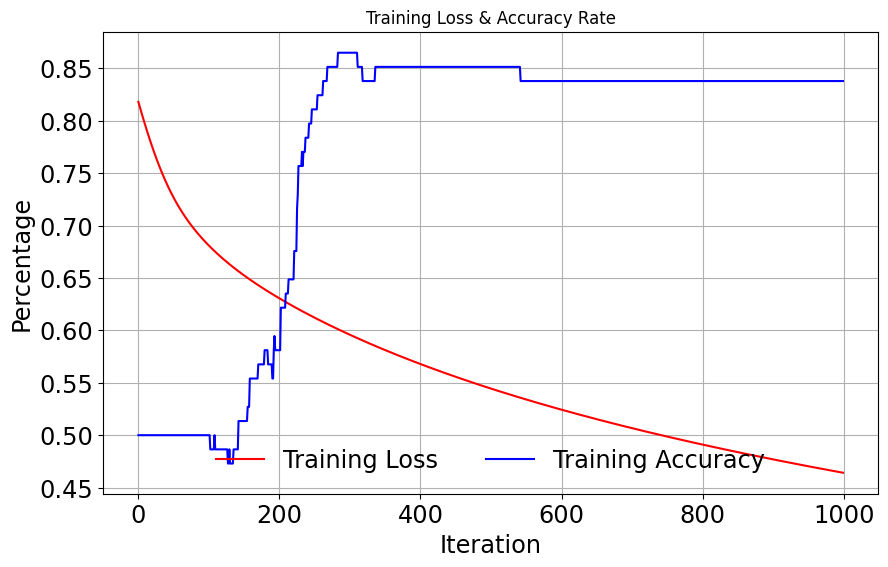 Training Loss & Accuracy Rate
Percentage
0.85
0.80
0.75
0.70
0.65
0.60
0.55
0.50
0.45
Training Loss Training Accuracy
0 200 400 600 800 1000
Iteration